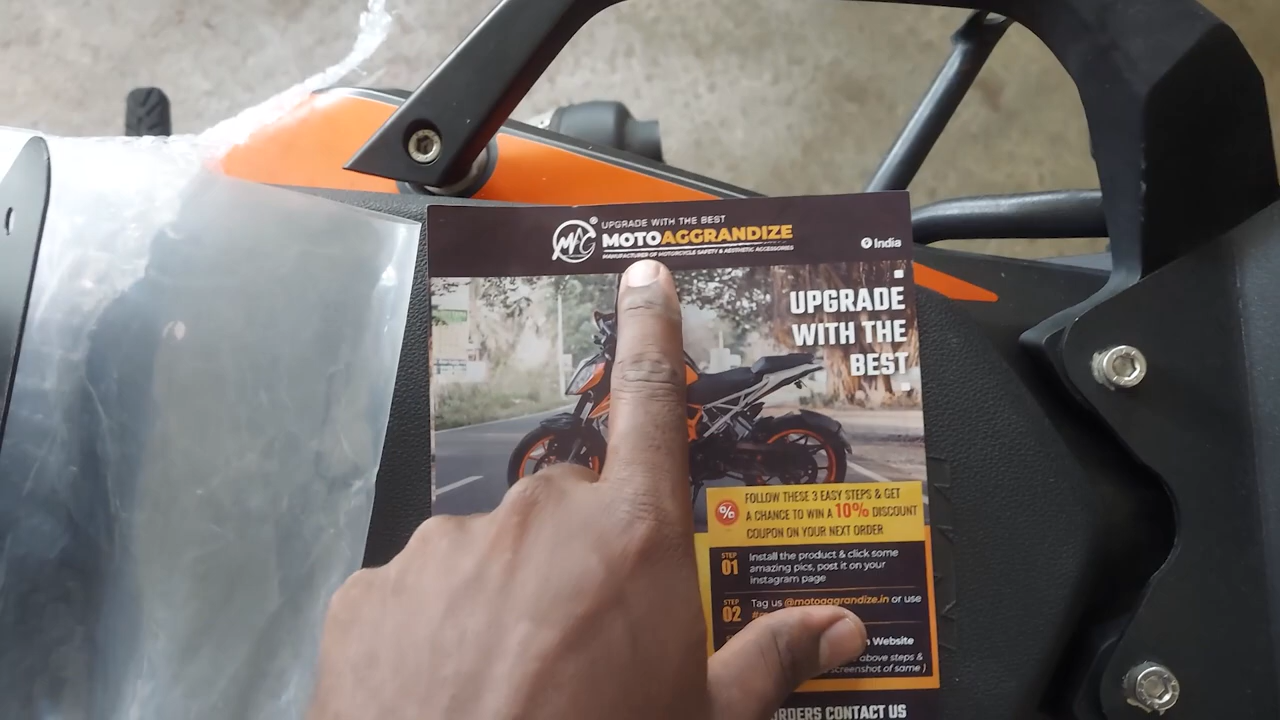 UPGRADE WITH THE BEST
MAC®
MOTOAGGRANDIZE
MANUFACTURER OF MOTORCYCLE SAFETY & AESTHETIC ACCESSORIES
India
UPGRADE
WITH THE
BEST
%
FOLLOW THESE 3 EASY STEPS & GET
A CHANCE TO WIN A 10% DISCOUNT
COUPON ON YOUR NEXT ORDER
STEP
01
Install the product & click some
amazing pics, post it on your
instagram page
STEP
02
Tag us @motoaggrandize.in or use
Website
above steps &
screenshot of same )
CONTACT US